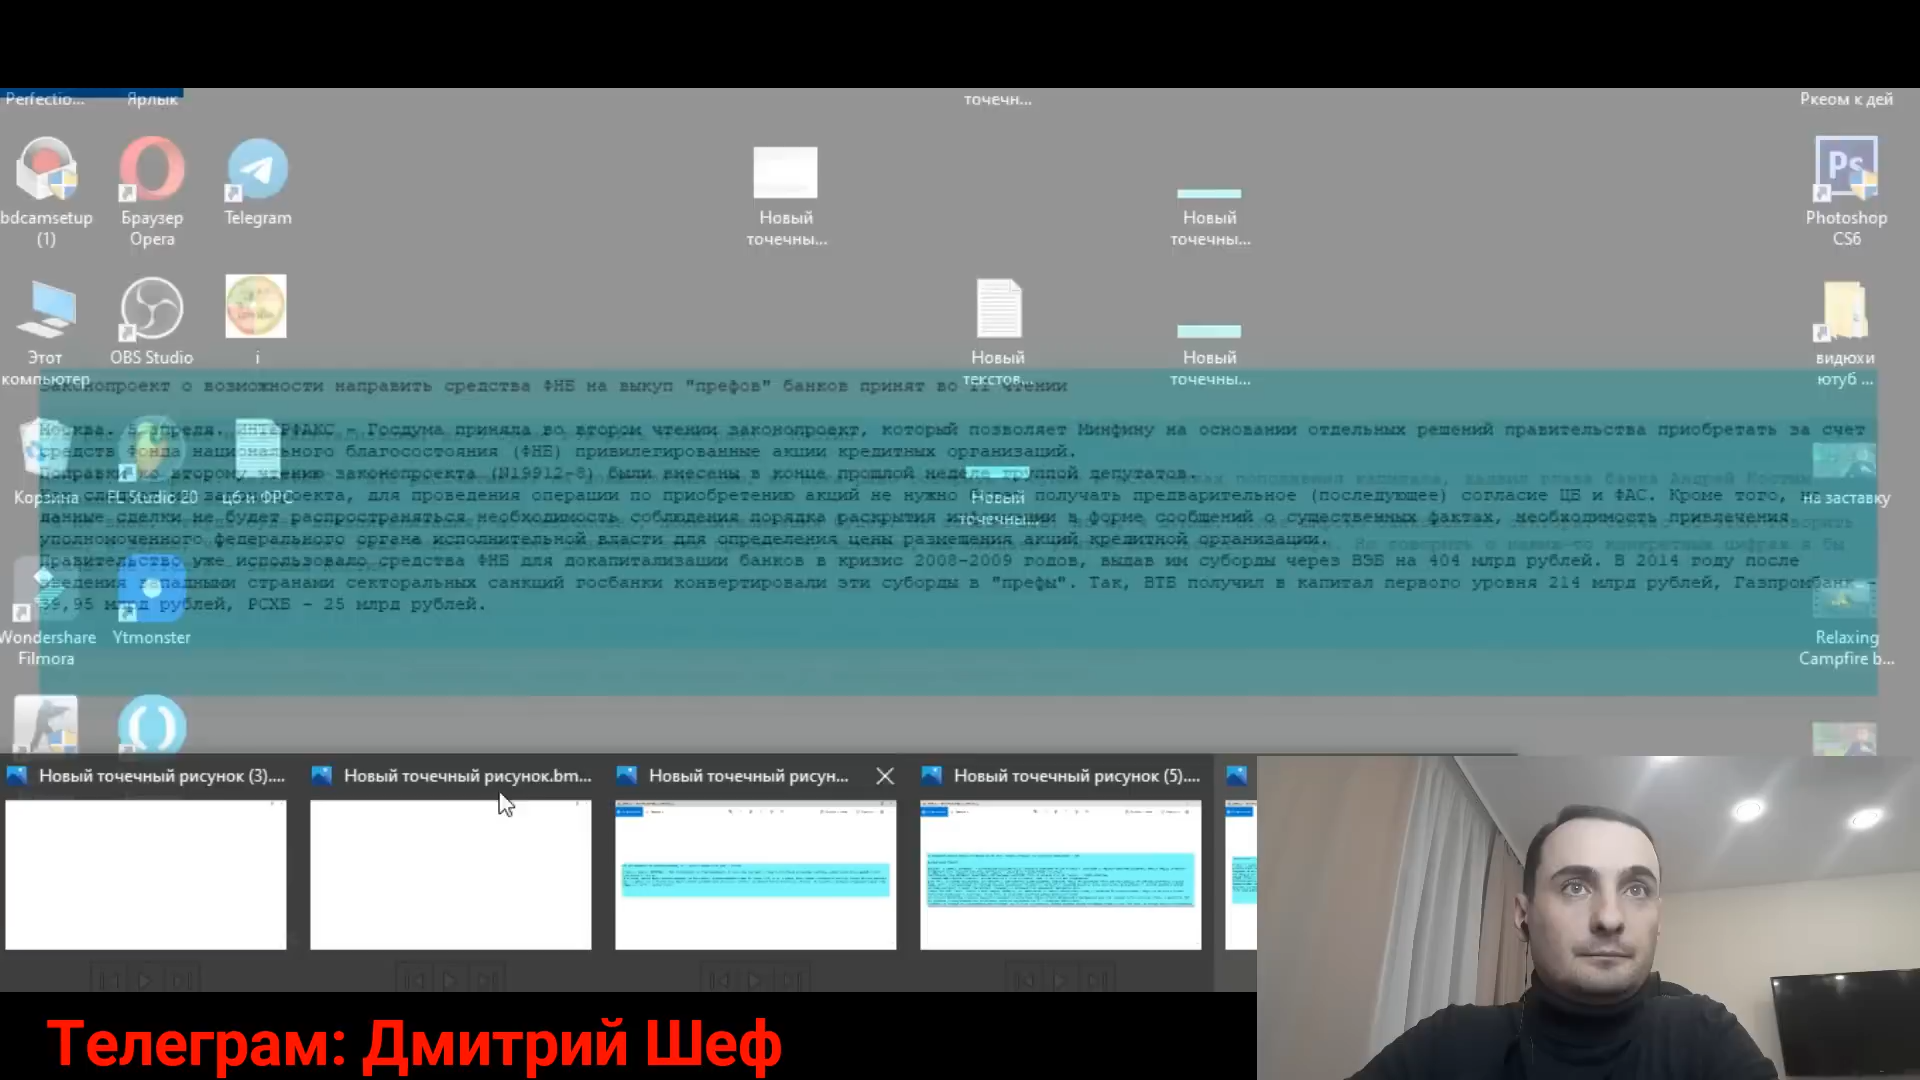 Perfectio...
Ярлык
точечн...
Ркеом к дей
bdcamsetup
(1)
Браузер
Opera
Telegram
Новый
точечны...
Новый
точечны...
Ps
Photoshop
CS6
Этот
компьютер
OBS Studio
i
Новый
текстов...
Новый
точечны...
видюхи
ютуб ...
Законопроект о возможности направить средства ФНБ на выкуп "префов" банков принят во II чтении
Москва. 5 апреля. ИНТЕРФАКС - Госдума приняла во втором чтении законопроект, который позволяет Минфину на основании отдельных решений правительства приобретать за счет
средств Фонда национального благосостояния (ФНБ) привилегированные акции кредитных организаций.
Поправки ко второму чтению законопроекта (N19912-8) были внесены в конце прошлой неделе группой депутатов.
законопроекта, для проведения операции по приобретению акций не нужно будет получать предварительное (последующее) согласие ЦБ и ФАС. Кроме того, на
данные сделки не будет распространяться необходимость соблюдения порядка раскрытия информации в форме сообщений о существенных фактах, необходимость привлечения
уполномоченного федерального органа исполнительной власти для определения цены размещения акций кредитной организации.
Правительство уже использовало средства ФНБ для докапитализации банков в кризис 2008-2009 годов, выдав им суборды через ВЭБ на 404 млрд рублей. В 2014 году после
введения западными странами секторальных санкций госбанки конвертировали эти суборды в "префы". Так, ВТБ получил в капитал первого уровня 214 млрд рублей, Газпромбанк -
39,95 млрд рублей, РСХБ - 25 млрд рублей.
Корзина
FL Studio 20
цб и ФРС
Новый
точечны...
на заставку
Wondershare
Filmora
Ytmonster
Relaxing
Campfire b...
Новый точечный рисунок (3)....
Новый точечный рисунок.bm...
Новый точечный рисун...
Новый точечный рисунок (5)....
Телеграм: Дмитрий Шеф